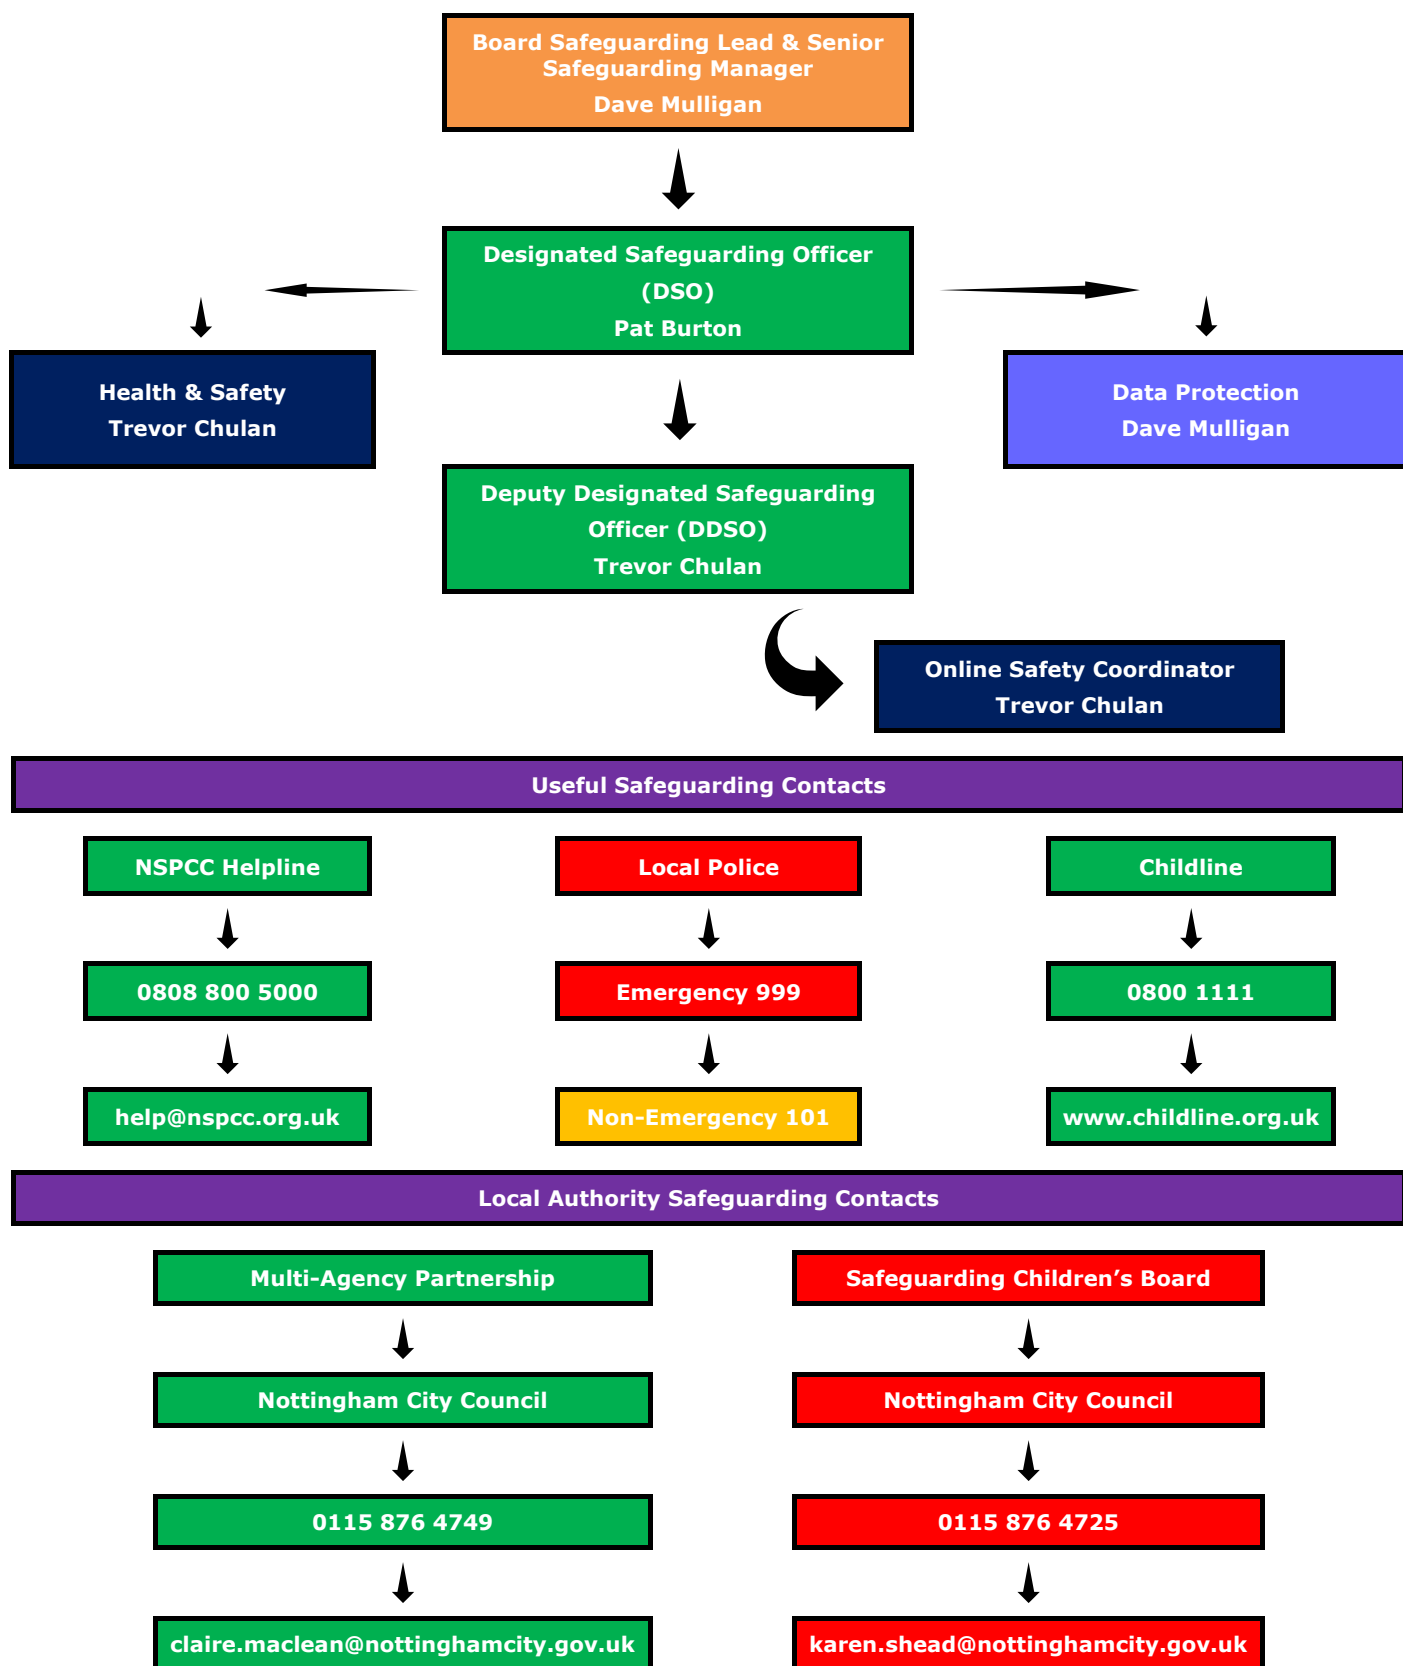 Board Safeguarding Lead & Senior
Safeguarding Manager
Dave Mulligan
Designated Safeguarding Officer
(DSO)
Pat Burton
Health & Safety
Trevor Chulan
Data Protection
Dave Mulligan
Deputy Designated Safeguarding
Officer (DDSO)
Trevor Chulan
Online Safety Coordinator
Trevor Chulan
Useful Safeguarding Contacts
NSPCC Helpline
Local Police
Childline
0808 800 5000
Emergency 999
0800 1111
help@nspcc.org.uk
Non-Emergency 101
www.childline.org.uk
Local Authority Safeguarding Contacts
Multi-Agency Partnership
Safeguarding Children’s Board
Nottingham City Council
Nottingham City Council
0115 876 4749
0115 876 4725
claire.maclean@nottinghamcity.gov.uk
karen.shead@nottinghamcity.gov.uk